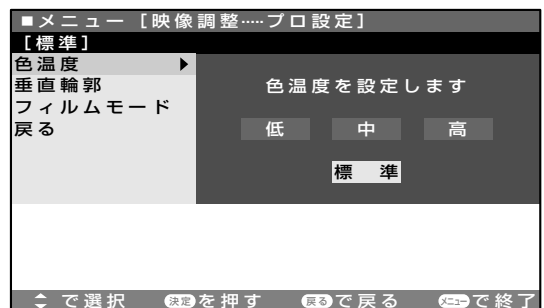 ■メニュー [映像調整……プロ設定]
[標準]
色温度
垂直輪郭
フィルムモード
戻る
色温度を設定します
低 中 高
標 準
で選択 決定を押す 戻るで戻る メニューで終了